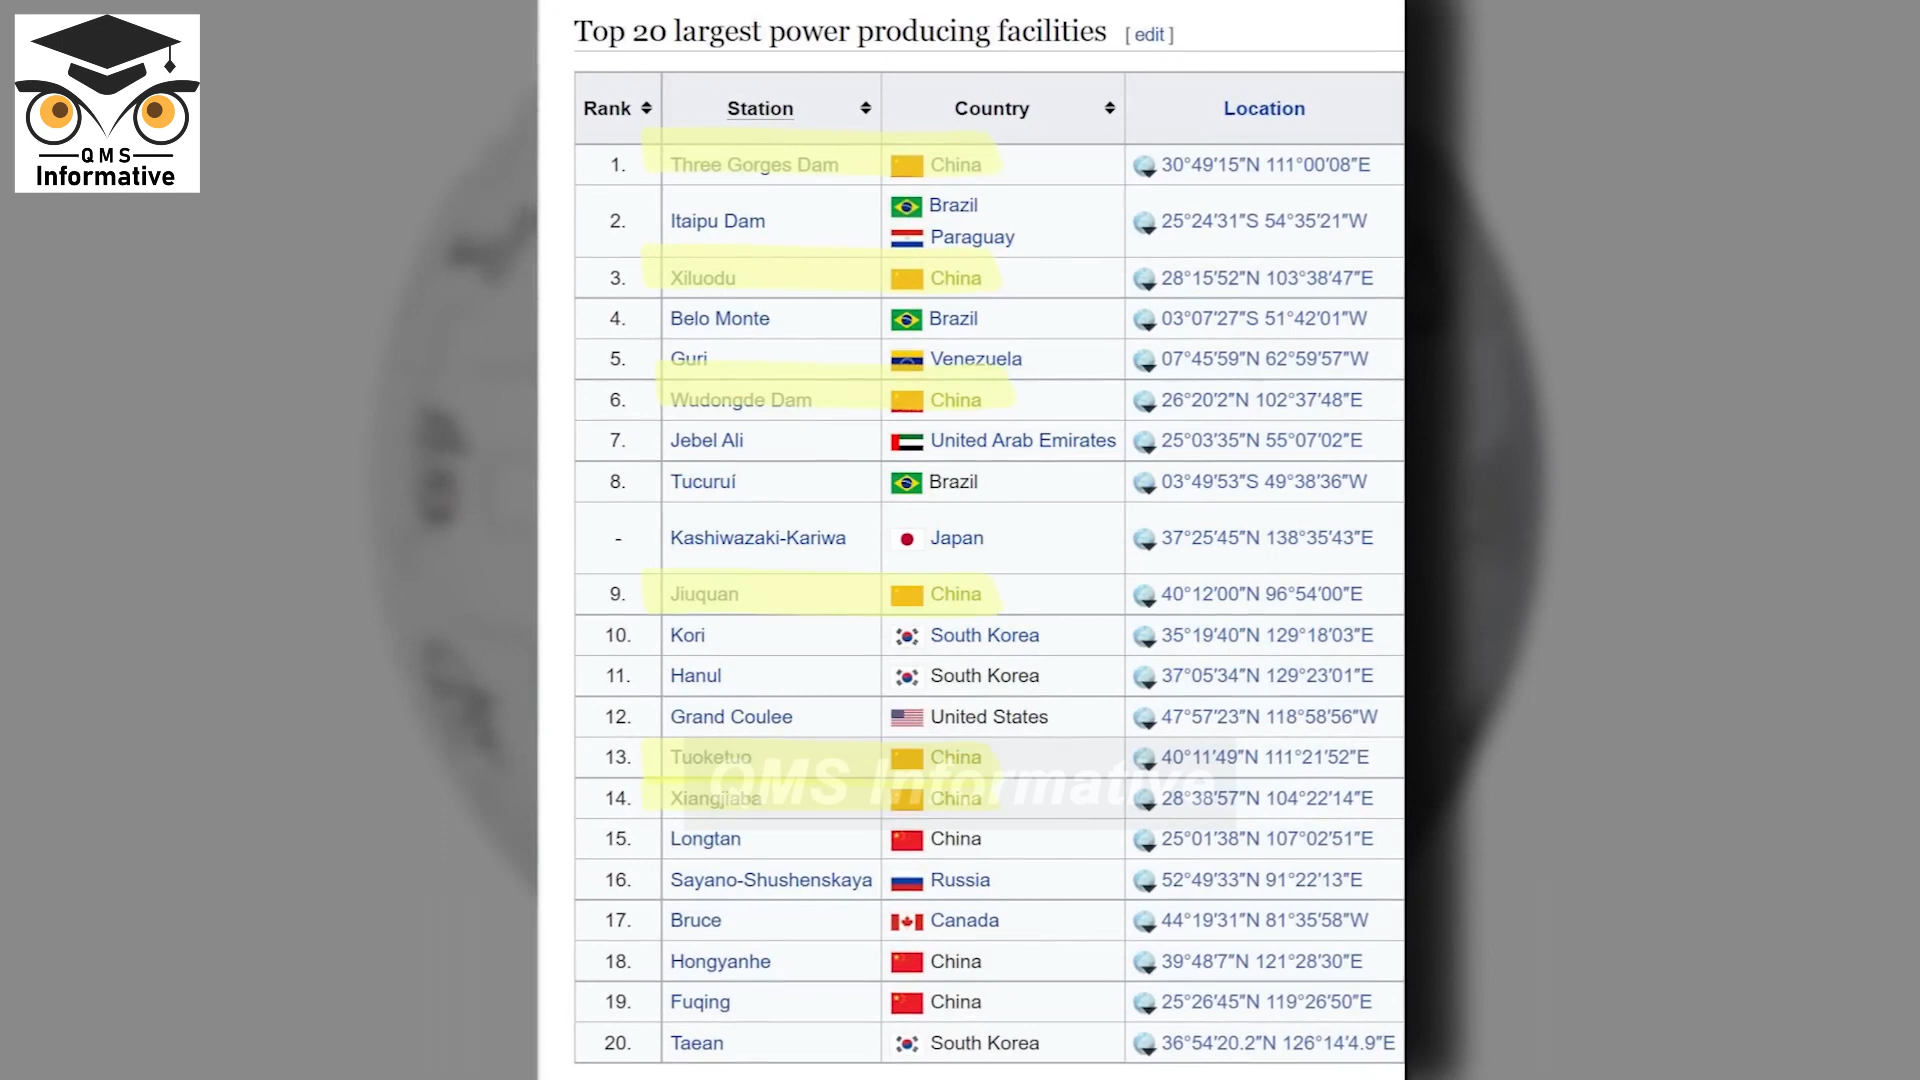 QMS
Informative
Top 20 largest power producing facilities [ edit ]
Rank Station Country Location
1. Three Gorges Dam China 30°49′15″N 111°00′08″E
2. Itaipu Dam Brazil Paraguay 25°24′31″S 54°35′21″W
3. Xiluodu China 28°15′52″N 103°38′47″E
4. Belo Monte Brazil 03°07′27″S 51°42′01″W
5. Guri Venezuela 07°45′59″N 62°59′57″W
6. Wudongde Dam China 26°20′2″N 102°37′48″E
7. Jebel Ali United Arab Emirates 25°03′35″N 55°07′02″E
8. Tucuruí Brazil 03°49′53″S 49°38′36″W
- Kashiwazaki-Kariwa Japan 37°25′45″N 138°35′43″E
9. Jiuquan China 40°12′00″N 96°54′00″E
10. Kori South Korea 35°19′40″N 129°18′03″E
11. Hanul South Korea 37°05′34″N 129°23′01″E
12. Grand Coulee United States 47°57′23″N 118°58′56″W
13. Tuoketuo China 40°11′49″N 111°21′52″E
QMS Informative
14. Xiangjiaba China 28°38′57″N 104°22′14″E
15. Longtan China 25°01′38″N 107°02′51″E
16. Sayano-Shushenskaya Russia 52°49′33″N 91°22′13″E
17. Bruce Canada 44°19′31″N 81°35′58″W
18. Hongyanhe China 39°48′7″N 121°28′30″E
19. Fuqing China 25°26′45″N 119°26′50″E
20. Taean South Korea 36°54′20.2″N 126°14′4.9″E